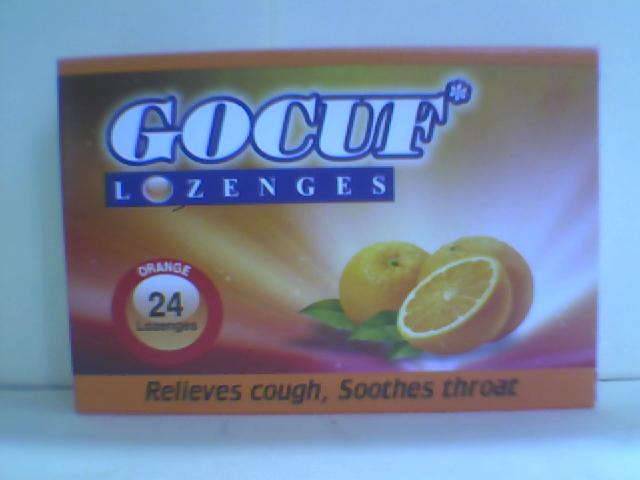 GOCUF*
LOZENGES
ORANGE
24
Lozenges
Relieves cough, Soothes throat